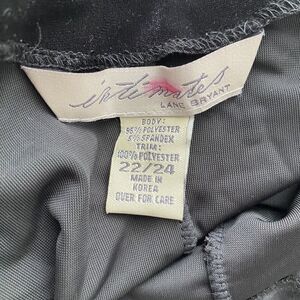 intimates
LANE BRYANT
BODY:
95% POLYESTER
5% SPANDEX
TRIM:
100% POLYESTER
22/24
MADE IN
KOREA
OVER FOR CARE